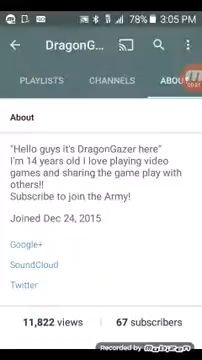 78% 3:05 PM
DragonG...
PLAYLISTS CHANNELS ABOU
About
"Hello guys it's DragonGazer here"
I'm 14 years old I love playing video
games and sharing the game play with
others!!
Subscribe to join the Army!
Joined Dec 24, 2015
Google+
SoundCloud
Twitter
11,822 views 67 subscribers
Recorded by